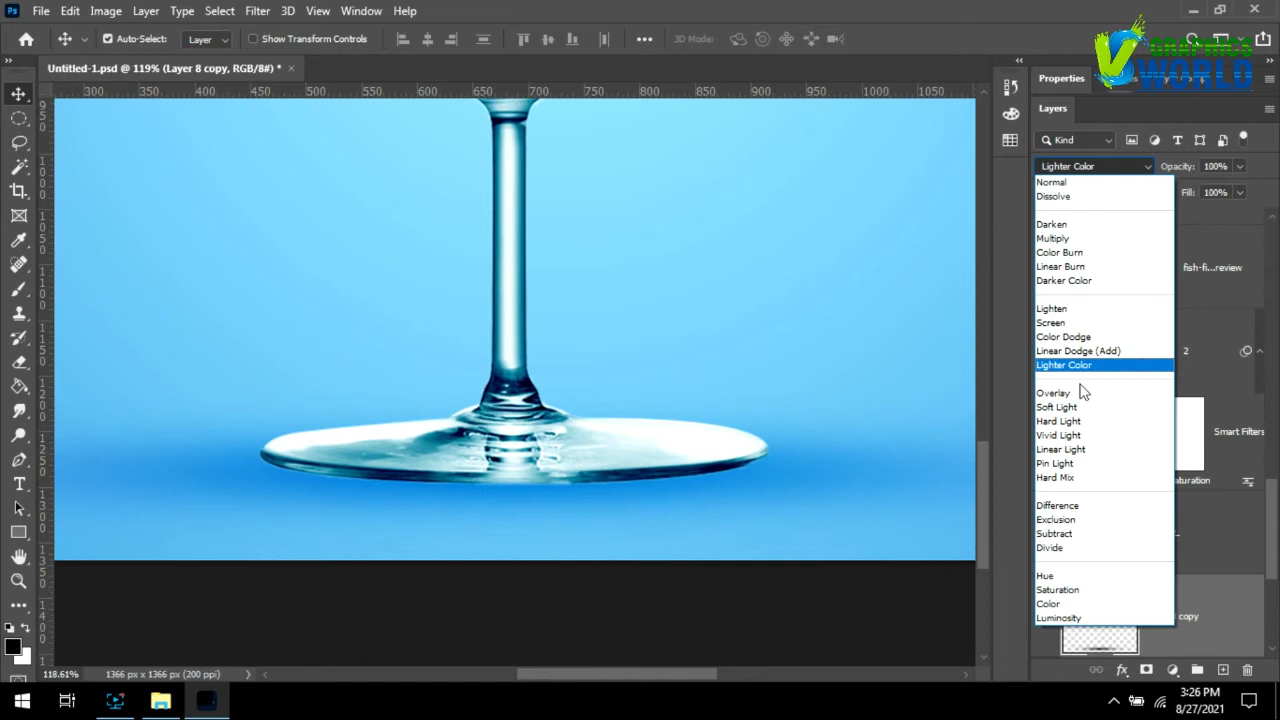 Ps File Edit Image Layer Type Select Filter 3D View Window Help
Auto-Select: Layer Show Transform Controls 3D Mode:
GRAPHICS
WORLD
Untitled-1.psd @ 119% (Layer 8 copy, RGB/8#) *
Properties
300 350 400 450 500 550 600 650 700 750 800 850 900 950 1000 1050
Layers
Kind
Lighter Color Opacity: 100%
Normal Fill: 100%
Dissolve
Darken
Multiply
Color Burn
Linear Burn
Darker Color
fish-fi...review
Lighten
Screen
Color Dodge
Linear Dodge (Add) 2
Lighter Color
Overlay
Soft Light
Hard Light
Vivid Light Smart Filters
Linear Light
Pin Light
Hard Mix aturation
Difference
Exclusion
Subtract
Divide
Hue
Saturation
Color
Luminosity copy
118.61% 1366 px x 1366 px (200 ppi)
3:26 PM
8/27/2021